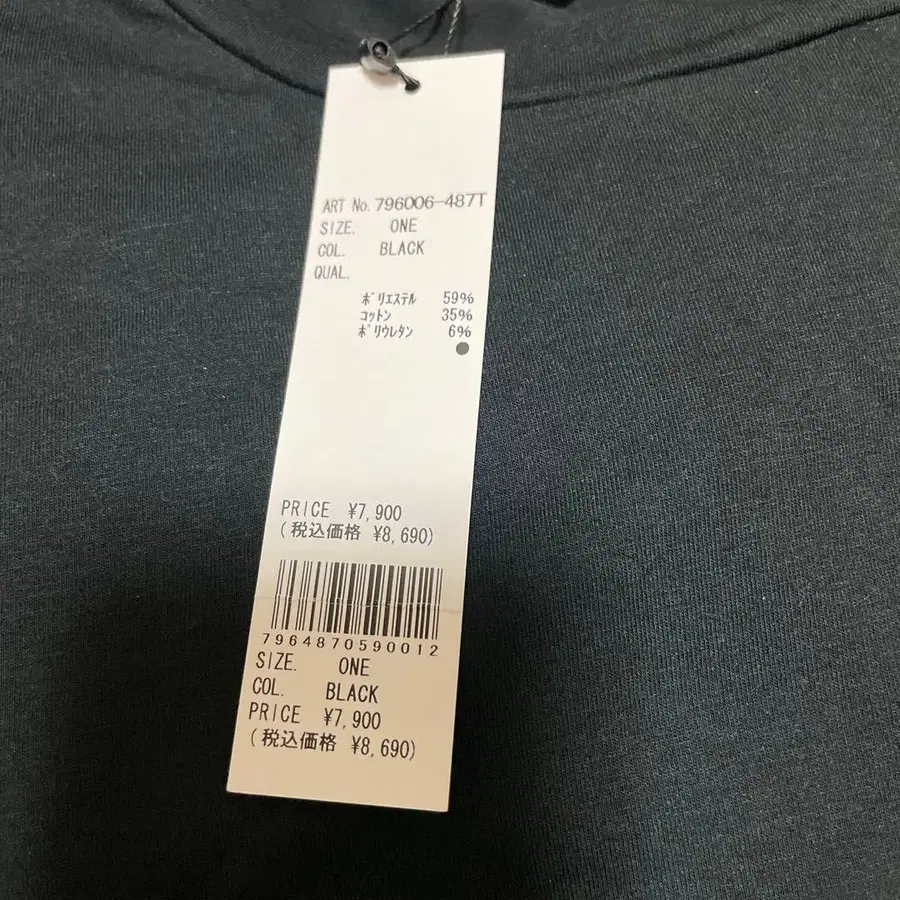 ART No. 796006-487T
SIZE. ONE
COL. BLACK
QUAL.
ﾎﾟﾘｴｽﾃﾙ 59%
ｺｯﾄﾝ 35%
ﾎﾟﾘｳﾚﾀﾝ 6%
PRICE ¥7,900
(税込価格 ¥8,690)
7964870590012
SIZE. ONE
COL. BLACK
PRICE ¥7,900
(税込価格 ¥8,690)